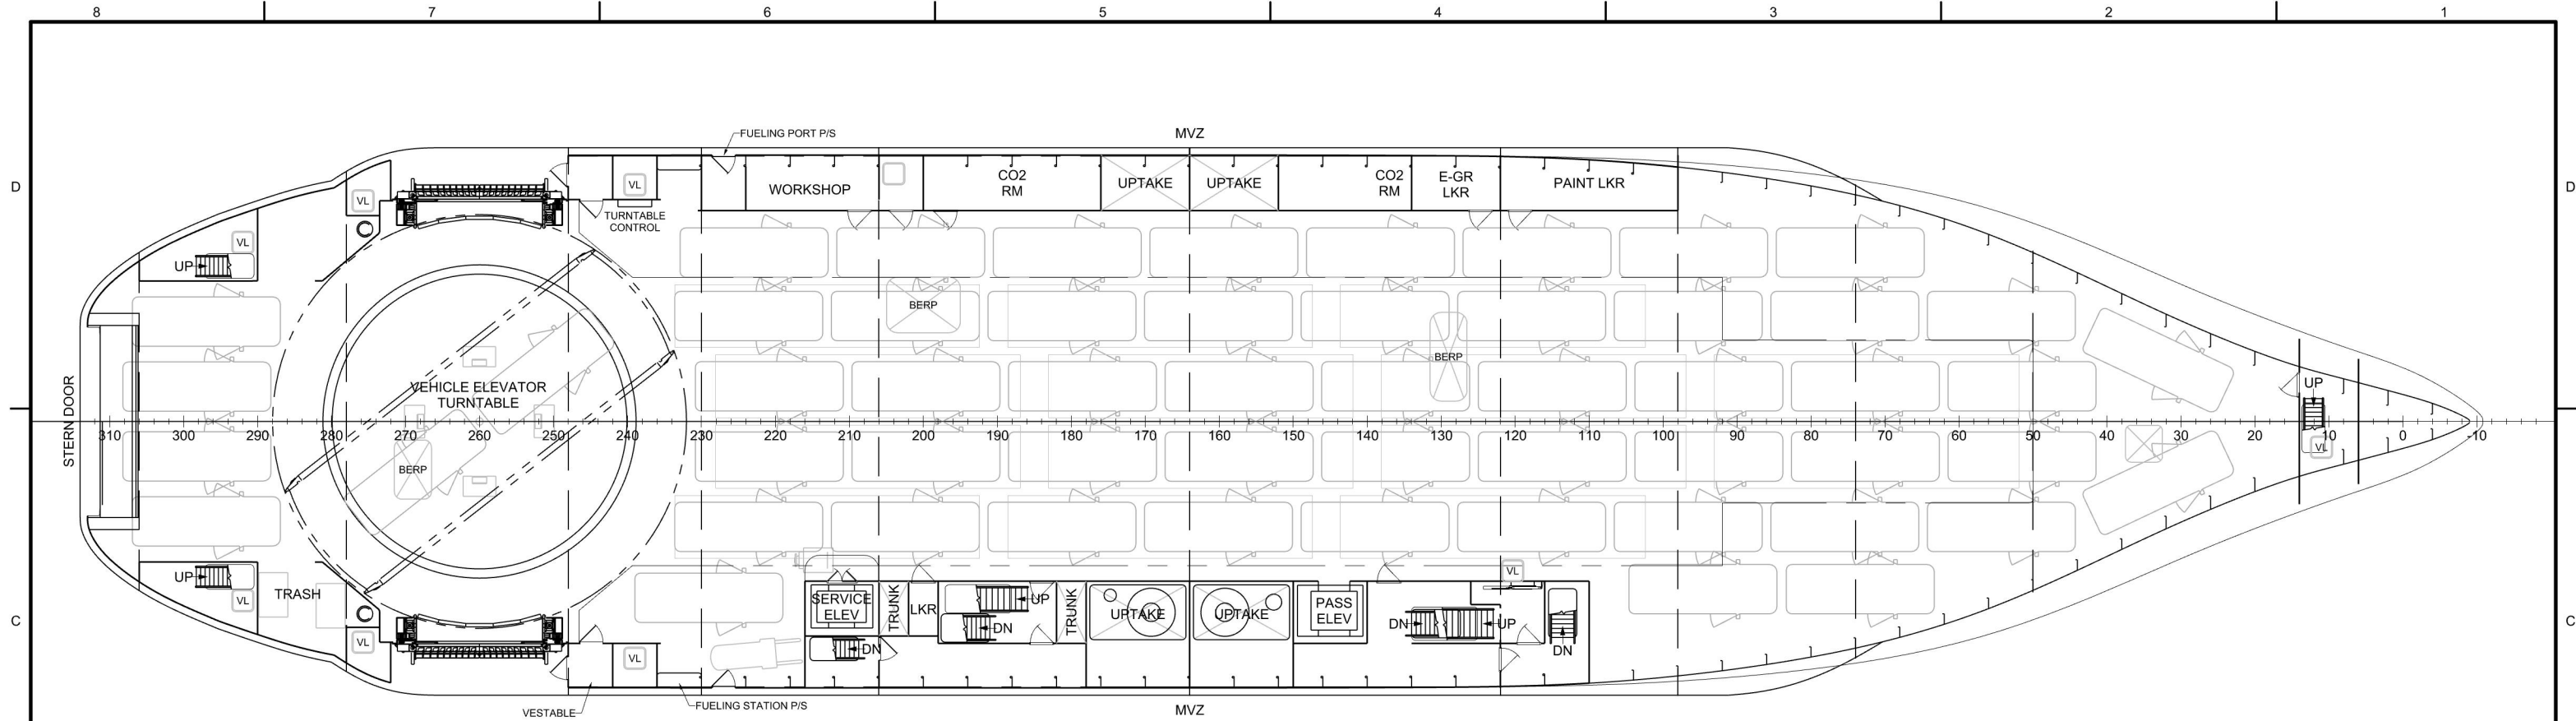 8 7 6 5 4 3 2 1
FUELING PORT P/S
MVZ
D
D
VL
WORKSHOP
CO2
RM
UPTAKE
UPTAKE
CO2
RM
E-GR
LKR
PAINT LKR
VL
TURNTABLE
CONTROL
VL
UP
BERP
BERP
STERN DOOR
VEHICLE ELEVATOR
TURNTABLE
UP
310 300 290 280 270 260 250 240 230 220 210 200 190 180 170 160 150 140 130 120 110 100 90 80 70 60 50 40 30 20 10 0 -10
VL
BERP
UP
VL
TRASH
VL
VL
C
C
SERVICE
ELEV
TRUNK
LKR
UP
DN
DN
TRUNK
UPTAKE
UPTAKE
PASS
ELEV
DN
UP
VL
DN
VESTABLE
FUELING STATION P/S
MVZ